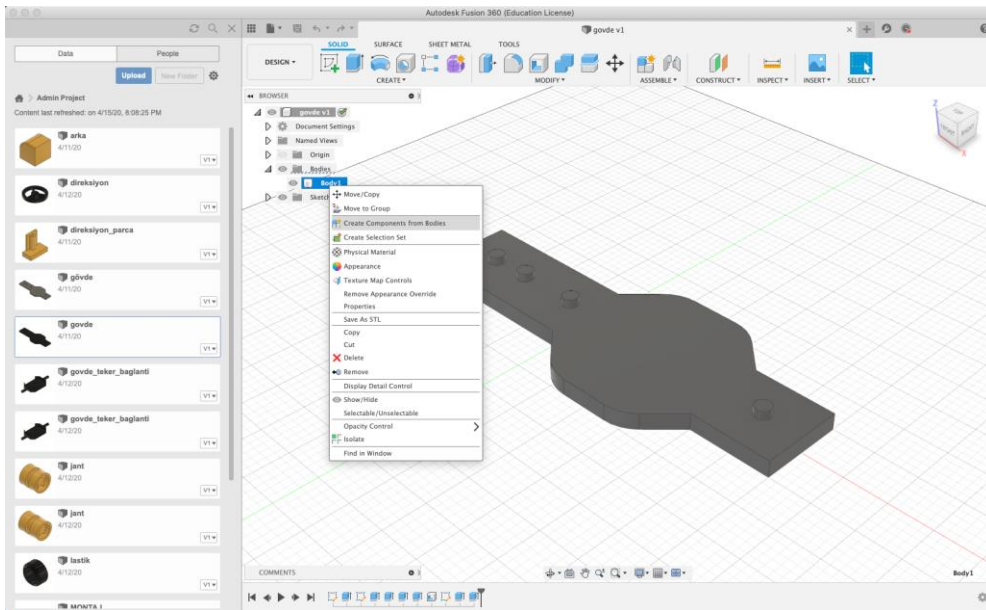 Autodesk Fusion 360 (Education License)
govde v1
Data
People
Upload
New Folder
Admin Project
Content last refreshed: on 4/15/20, 8:08:25 PM
arka
4/11/20
V1
direksiyon
4/12/20
V1
direksiyon_parca
4/11/20
V1
gövde
4/11/20
V1
govde
4/11/20
V1
govde_teker_baglanti
4/12/20
V1
govde_teker_baglanti
4/12/20
V1
jant
4/12/20
V1
jant
4/12/20
V1
lastik
4/12/20
V1
MONTAJ
DESIGN
SOLID
SURFACE
SHEET METAL
TOOLS
CREATE
MODIFY
ASSEMBLE
CONSTRUCT
INSPECT
INSERT
SELECT
BROWSER
govde v1
Document Settings
Named Views
Origin
Bodies
Body1
Sketch
Move/Copy
Move to Group
Create Components from Bodies
Create Selection Set
Physical Material
Appearance
Texture Map Controls
Remove Appearance Override
Properties
Save As STL
Copy
Cut
Delete
Remove
Display Detail Control
Show/Hide
Selectable/Unselectable
Opacity Control
Isolate
Find in Window
Z
FRONT
X
COMMENTS
Body1